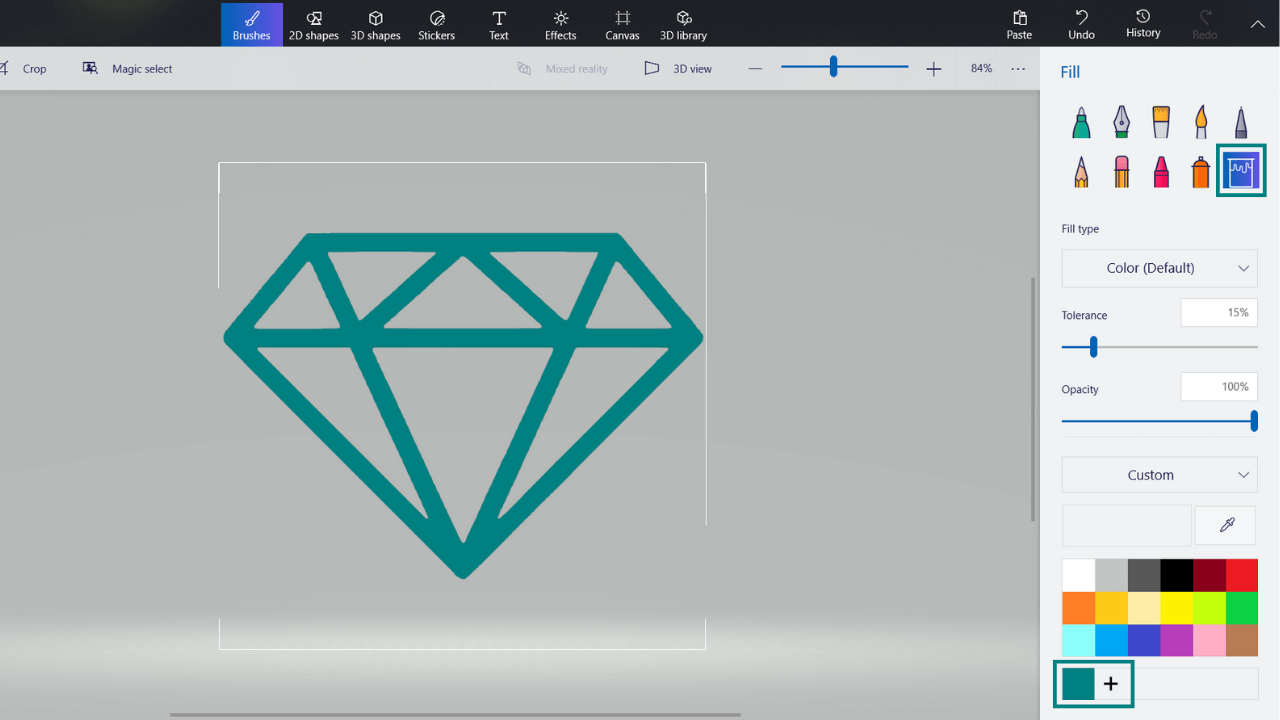 Brushes 2D shapes 3D shapes Stickers Text Effects Canvas 3D library Paste Undo History Redo
Crop Magic select Mixed reality 3D view 84% ...
Fill
Fill type
Color (Default)
Tolerance 15%
Opacity 100%
Custom